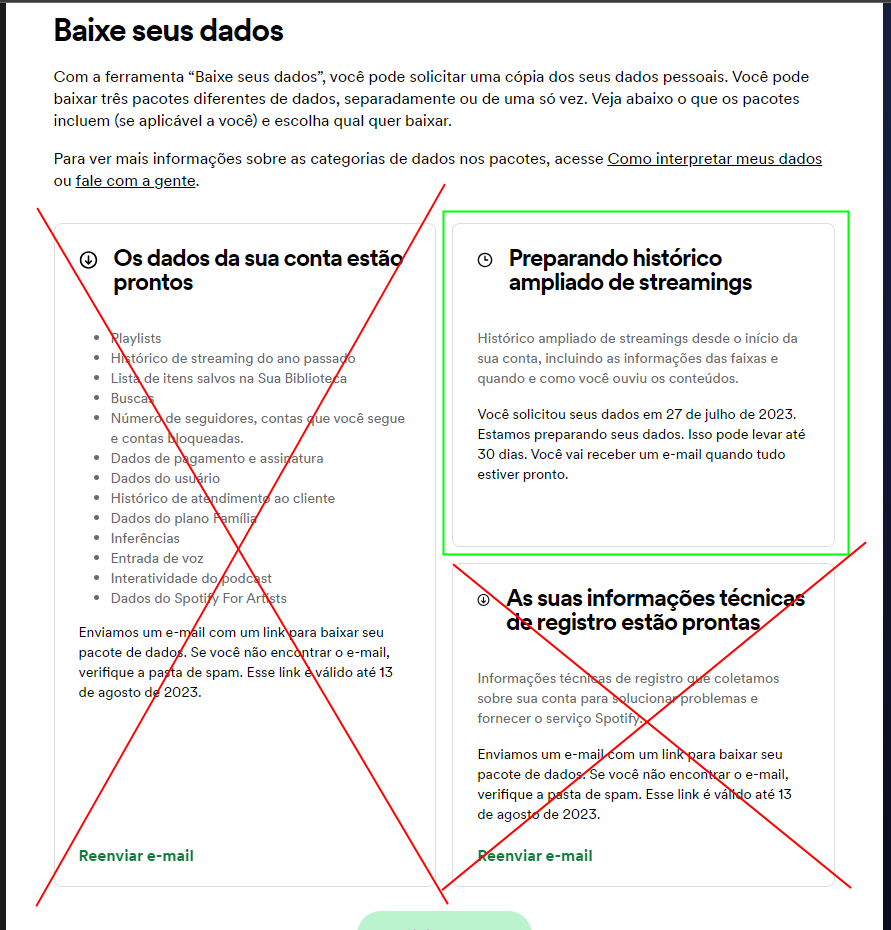 Baixe seus dados
Com a ferramenta “Baixe seus dados”, você pode solicitar uma cópia dos seus dados pessoais. Você pode
baixar três pacotes diferentes de dados, separadamente ou de uma só vez. Veja abaixo o que os pacotes
incluem (se aplicável a você) e escolha qual quer baixar.
Para ver mais informações sobre as categorias de dados nos pacotes, acesse Como interpretar meus dados
ou fale com a gente.
Os dados da sua conta estão
prontos
Playlists
Histórico de streaming do ano passado
Lista de itens salvos na Sua Biblioteca
Buscas
Número de seguidores, contas que você segue
e contas bloqueadas.
Dados de pagamento e assinatura
Dados do usuário
Histórico de atendimento ao cliente
Dados do plano Família
Inferências
Entrada de voz
Interatividade do podcast
Dados do Spotify For Artists
Enviamos um e-mail com um link para baixar seu
pacote de dados. Se você não encontrar o e-mail,
verifique a pasta de spam. Esse link é válido até 13
de agosto de 2023.
Reenviar e-mail
Preparando histórico
ampliado de streamings
Histórico ampliado de streamings desde o início da
sua conta, incluindo as informações das faixas e
quando e como você ouviu os conteúdos.
Você solicitou seus dados em 27 de julho de 2023.
Estamos preparando seus dados. Isso pode levar até
30 dias. Você vai receber um e-mail quando tudo
estiver pronto.
As suas informações técnicas
de registro estão prontas
Informações técnicas de registro que coletamos
sobre sua conta para solucionar problemas e
fornecer o serviço Spotify.
Enviamos um e-mail com um link para baixar seu
pacote de dados. Se você não encontrar o e-mail,
verifique a pasta de spam. Esse link é válido até 13
de agosto de 2023.
Reenviar e-mail